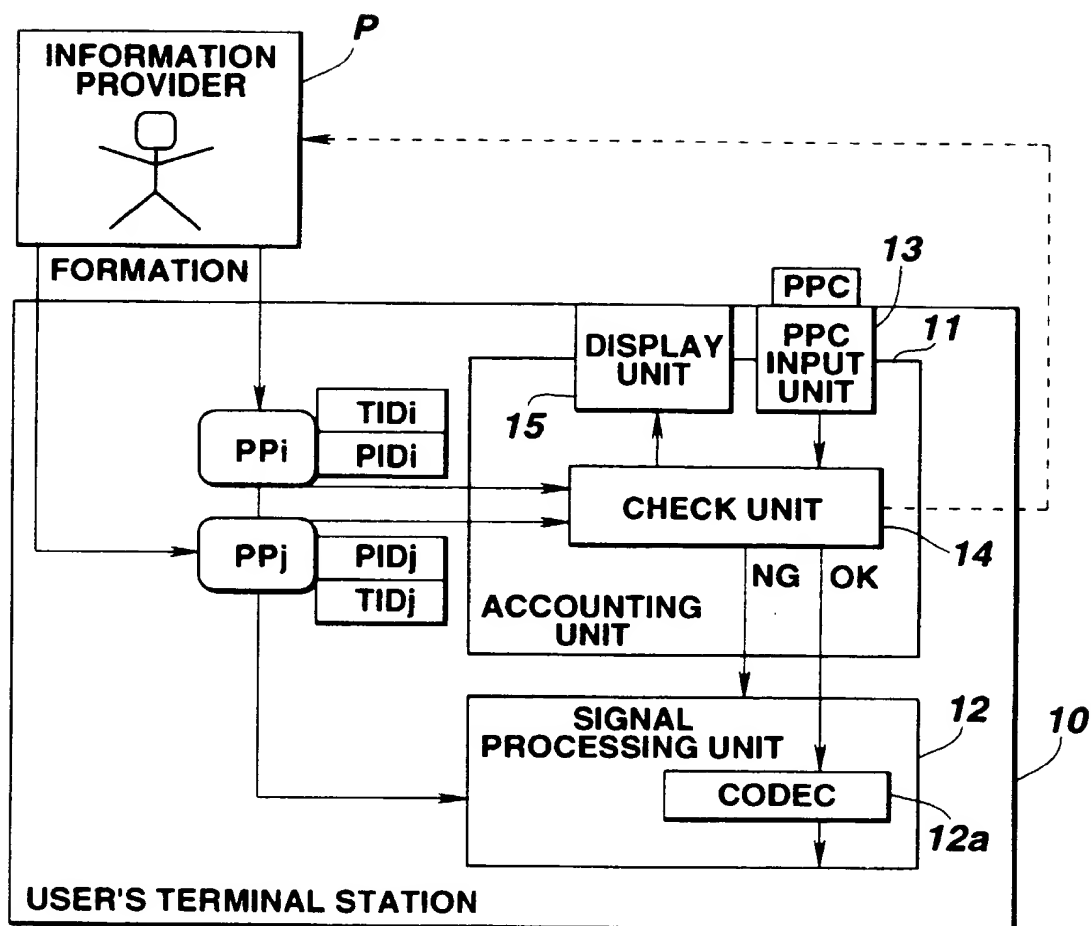 P
INFORMATION
PROVIDER
FORMATION
13
PPC
11
DISPLAY
UNIT
PPC
INPUT
UNIT
15
TIDi
PPi
PIDi
CHECK UNIT
14
PPj
PIDj
TIDj
NG
OK
ACCOUNTING
UNIT
SIGNAL
PROCESSING UNIT
12
10
CODEC
12a
USER'S TERMINAL STATION